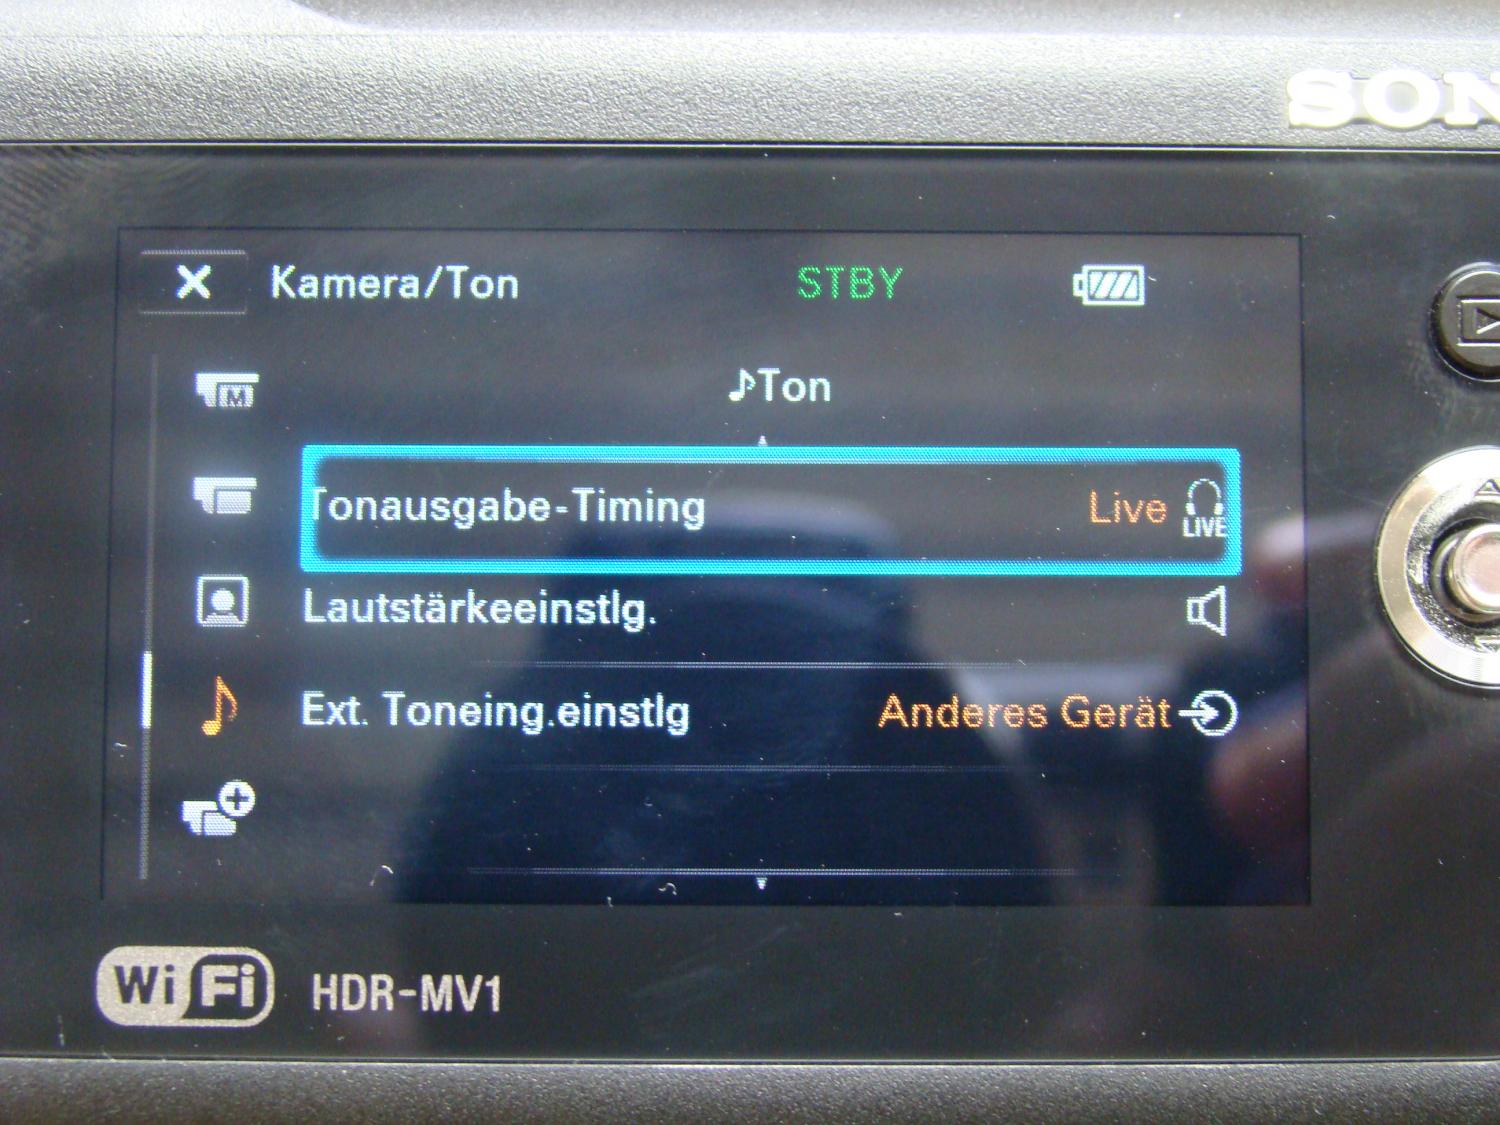 SON
Kamera/Ton STBY
♪Ton
Tonausgabe-Timing Live LIVE
Lautstärkeeinstlg.
Ext. Toneing.einstlg Anderes Gerät
M
WiFi HDR-MV1